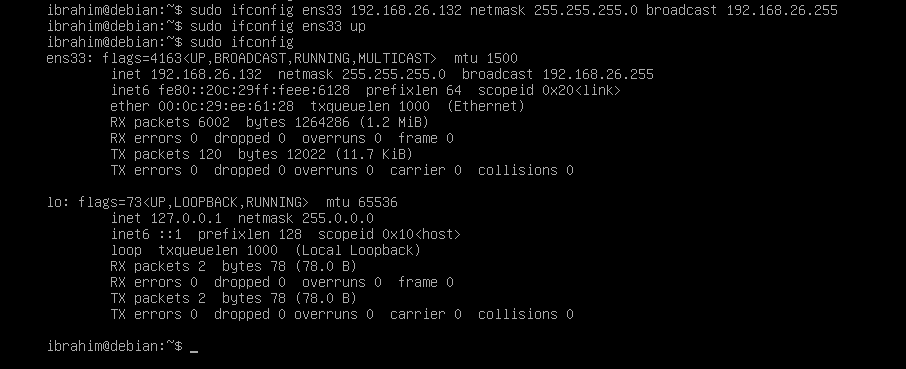 ibrahim@debian:~$ sudo ifconfig ens33 192.168.26.132 netmask 255.255.255.0 broadcast 192.168.26.255
ibrahim@debian:~$ sudo ifconfig ens33 up
ibrahim@debian:~$ sudo ifconfig
ens33: flags=4163<UP,BROADCAST,RUNNING,MULTICAST>  mtu 1500
        inet 192.168.26.132  netmask 255.255.255.0  broadcast 192.168.26.255
        inet6 fe80::20c:29ff:feee:6128  prefixlen 64  scopeid 0x20<link>
        ether 00:0c:29:ee:61:28  txqueuelen 1000  (Ethernet)
        RX packets 6002  bytes 1264286 (1.2 MiB)
        RX errors 0  dropped 0  overruns 0  frame 0
        TX packets 120  bytes 12022 (11.7 KiB)
        TX errors 0  dropped 0 overruns 0  carrier 0  collisions 0

lo: flags=73<UP,LOOPBACK,RUNNING>  mtu 65536
        inet 127.0.0.1  netmask 255.0.0.0
        inet6 ::1  prefixlen 128  scopeid 0x10<host>
        loop  txqueuelen 1000  (Local Loopback)
        RX packets 2  bytes 78 (78.0 B)
        RX errors 0  dropped 0  overruns 0  frame 0
        TX packets 2  bytes 78 (78.0 B)
        TX errors 0  dropped 0 overruns 0  carrier 0  collisions 0

ibrahim@debian:~$ _